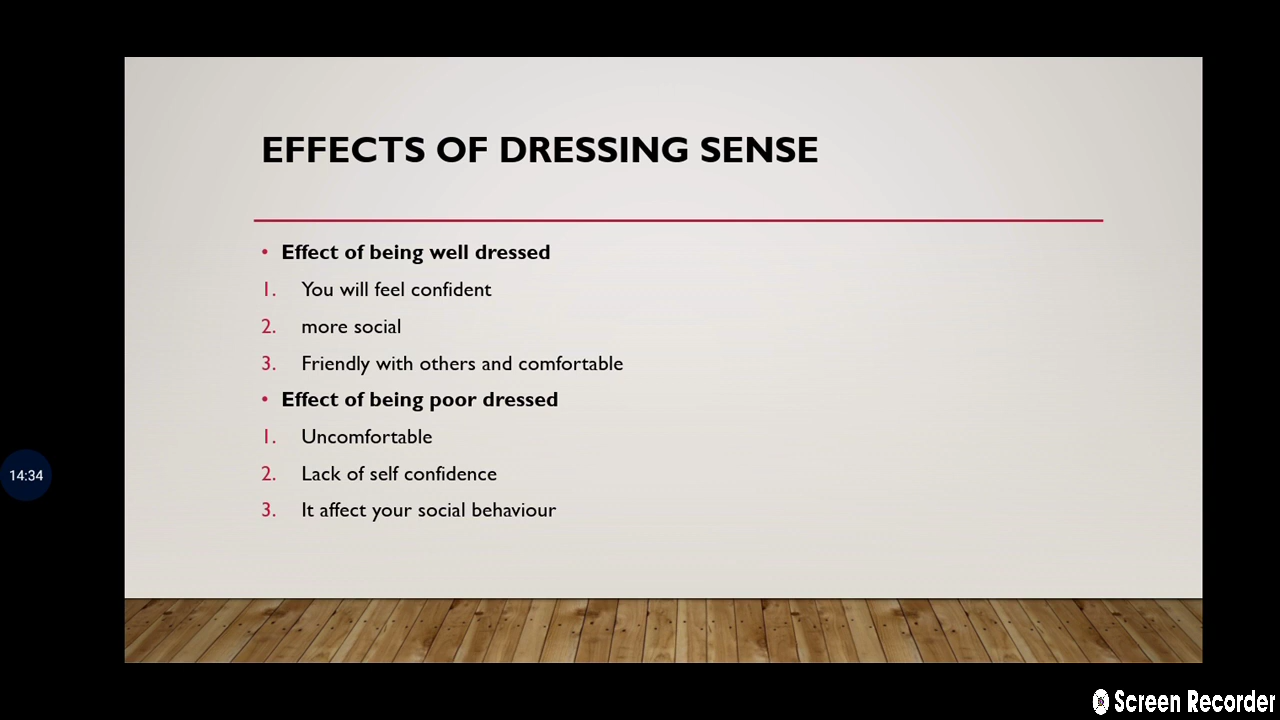 EFFECTS OF DRESSING SENSE
• Effect of being well dressed
1. You will feel confident
2. more social
3. Friendly with others and comfortable
• Effect of being poor dressed
1. Uncomfortable
2. Lack of self confidence
3. It affect your social behaviour
14:34
Screen Recorder